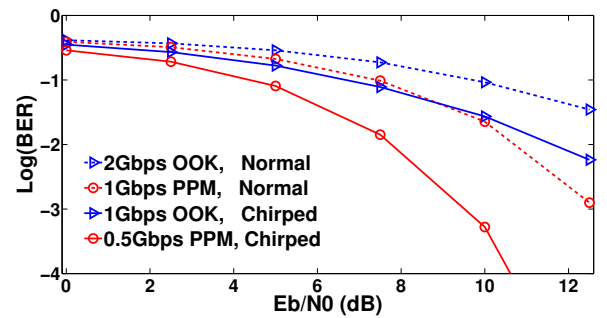 0
−1
−2
−3
−4
Log(BER)
2Gbps OOK, Normal
1Gbps PPM, Normal
1Gbps OOK, Chirped
0.5Gbps PPM, Chirped
0 2 4 6 8 10 12
Eb/N0 (dB)